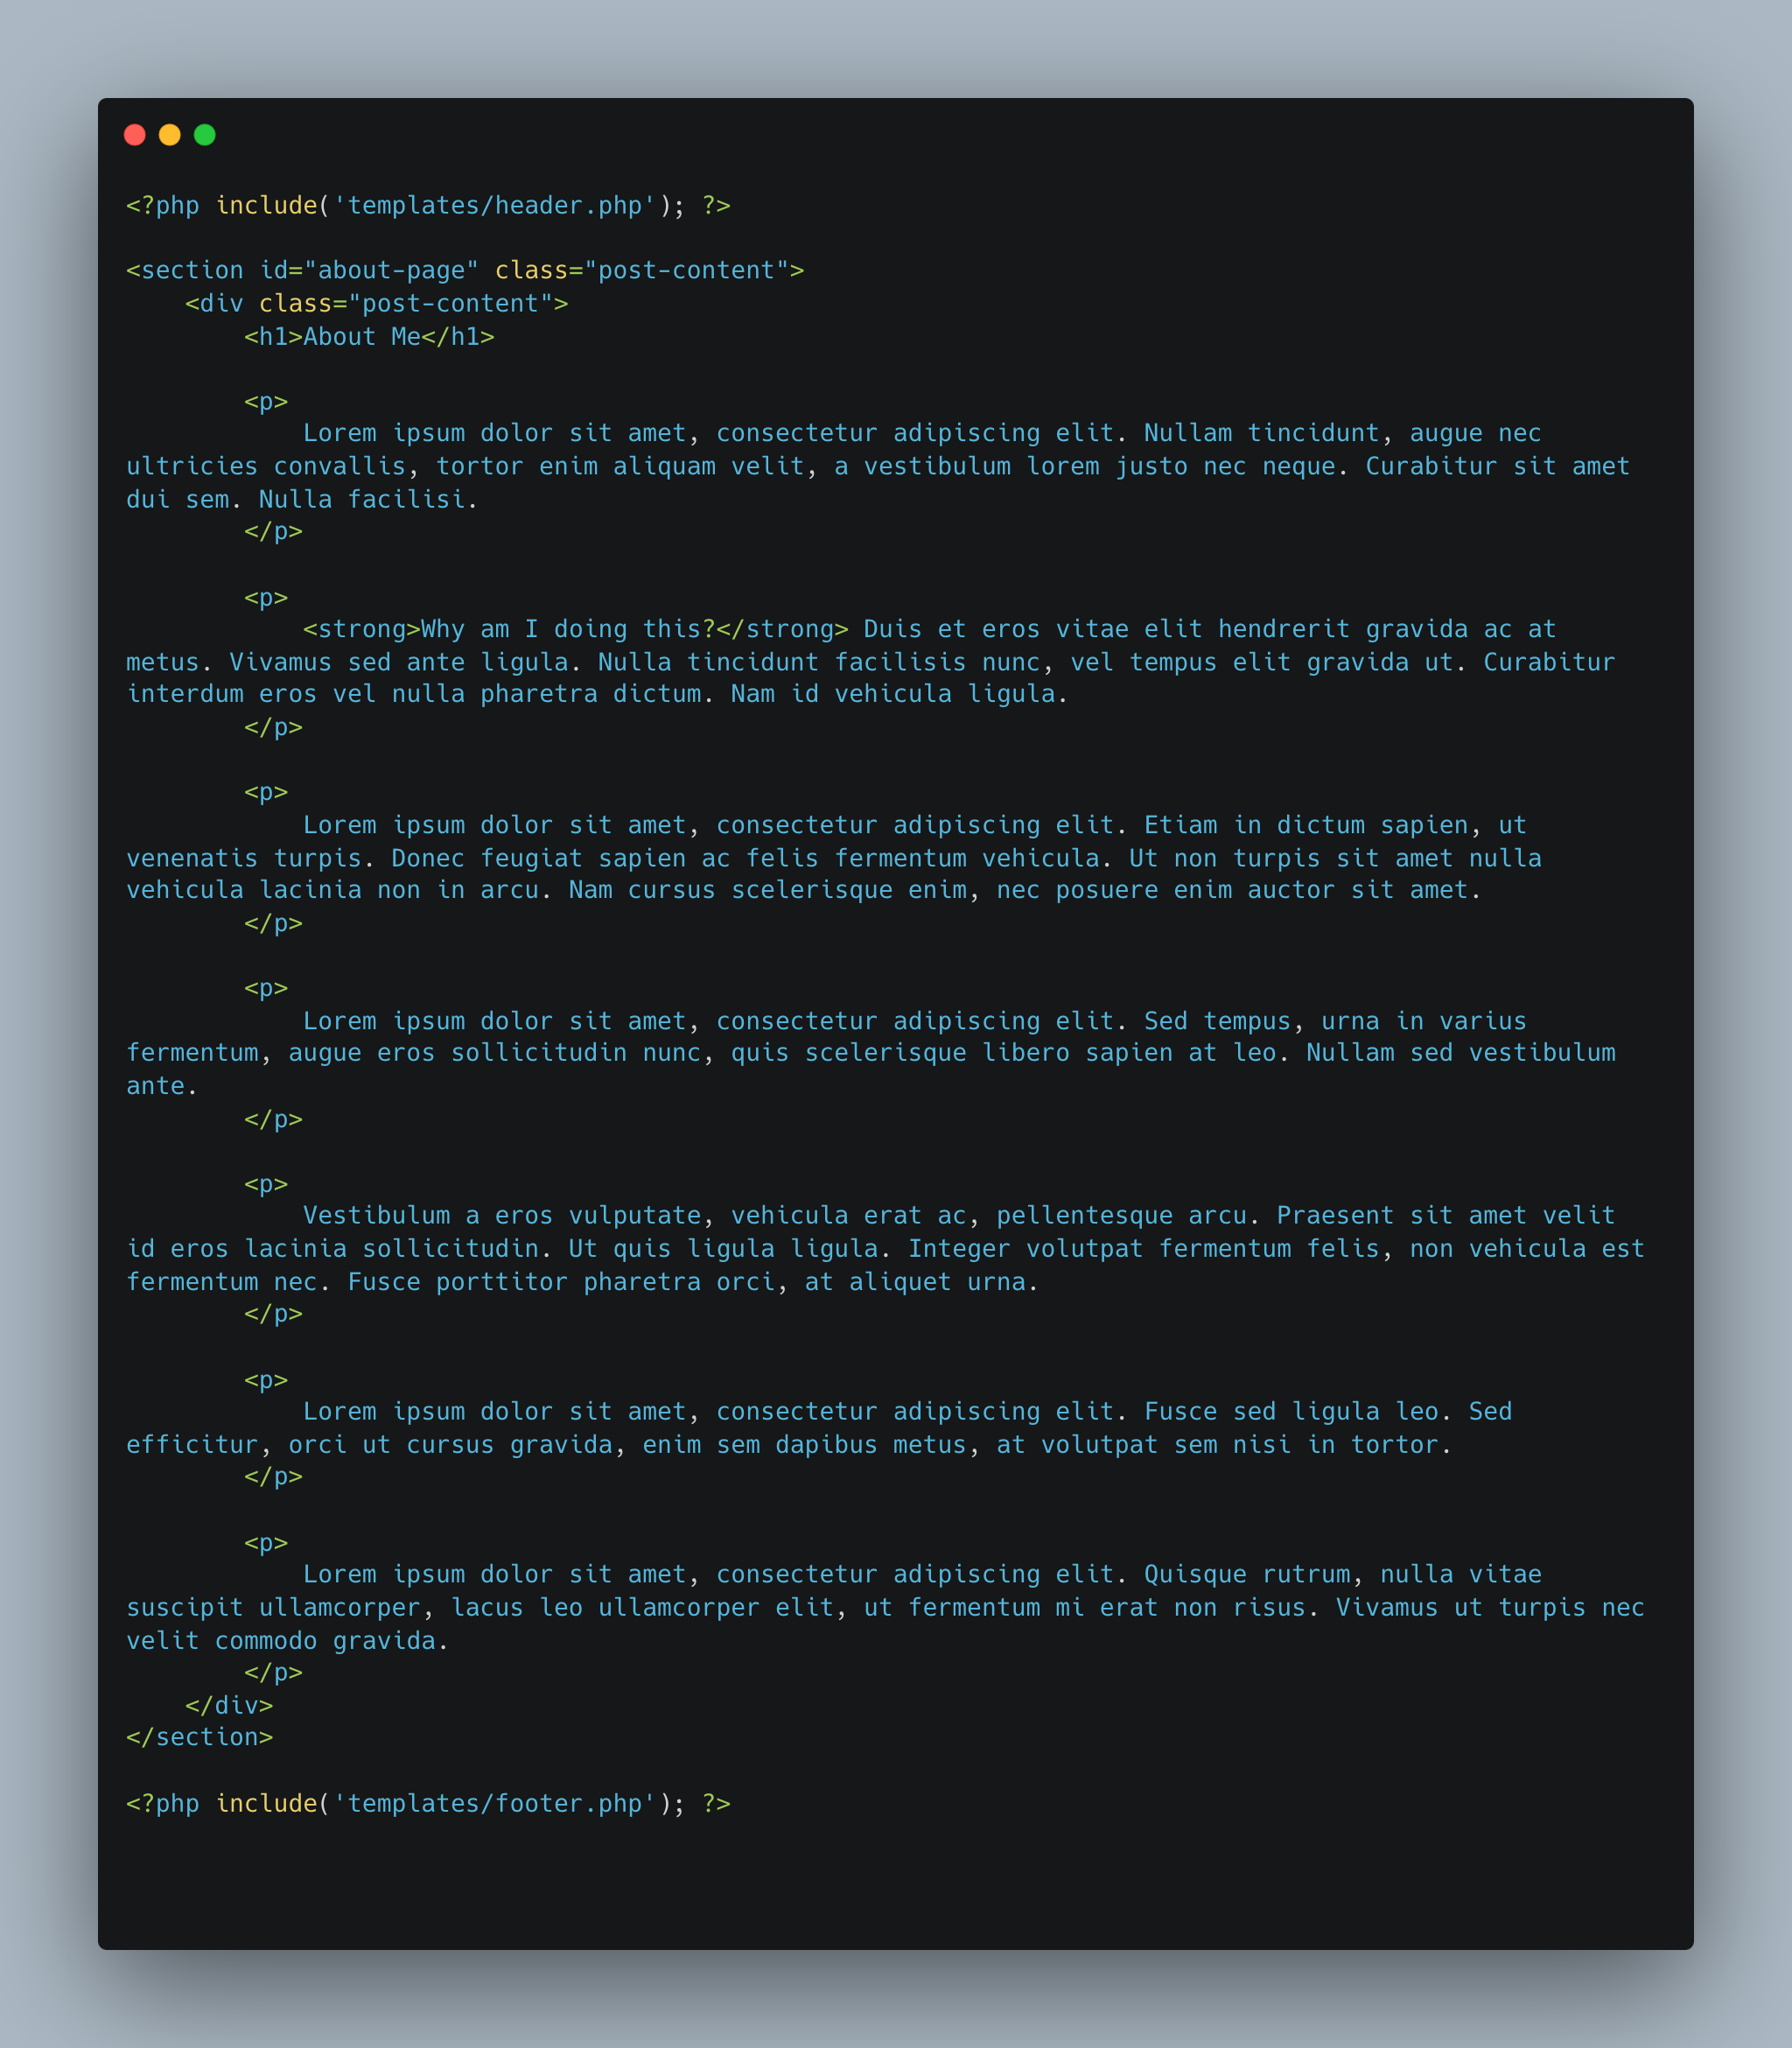 <?php include('templates/header.php'); ?>

<section id="about-page" class="post-content">
    <div class="post-content">
        <h1>About Me</h1>

        <p>
            Lorem ipsum dolor sit amet, consectetur adipiscing elit. Nullam tincidunt, augue nec
ultricies convallis, tortor enim aliquam velit, a vestibulum lorem justo nec neque. Curabitur sit amet
dui sem. Nulla facilisi.
        </p>

        <p>
            <strong>Why am I doing this?</strong> Duis et eros vitae elit hendrerit gravida ac at
metus. Vivamus sed ante ligula. Nulla tincidunt facilisis nunc, vel tempus elit gravida ut. Curabitur
interdum eros vel nulla pharetra dictum. Nam id vehicula ligula.
        </p>

        <p>
            Lorem ipsum dolor sit amet, consectetur adipiscing elit. Etiam in dictum sapien, ut
venenatis turpis. Donec feugiat sapien ac felis fermentum vehicula. Ut non turpis sit amet nulla
vehicula lacinia non in arcu. Nam cursus scelerisque enim, nec posuere enim auctor sit amet.
        </p>

        <p>
            Lorem ipsum dolor sit amet, consectetur adipiscing elit. Sed tempus, urna in varius
fermentum, augue eros sollicitudin nunc, quis scelerisque libero sapien at leo. Nullam sed vestibulum
ante.
        </p>

        <p>
            Vestibulum a eros vulputate, vehicula erat ac, pellentesque arcu. Praesent sit amet velit
id eros lacinia sollicitudin. Ut quis ligula ligula. Integer volutpat fermentum felis, non vehicula est
fermentum nec. Fusce porttitor pharetra orci, at aliquet urna.
        </p>

        <p>
            Lorem ipsum dolor sit amet, consectetur adipiscing elit. Fusce sed ligula leo. Sed
efficitur, orci ut cursus gravida, enim sem dapibus metus, at volutpat sem nisi in tortor.
        </p>

        <p>
            Lorem ipsum dolor sit amet, consectetur adipiscing elit. Quisque rutrum, nulla vitae
suscipit ullamcorper, lacus leo ullamcorper elit, ut fermentum mi erat non risus. Vivamus ut turpis nec
velit commodo gravida.
        </p>
    </div>
</section>

<?php include('templates/footer.php'); ?>